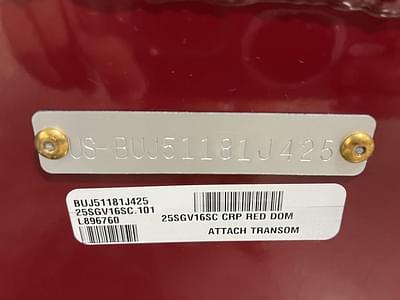 US-BUJ51181J425
BUJ51181J425
25SGV16SC.101
L896760
25SGV16SC CRP RED DOM
ATTACH TRANSOM